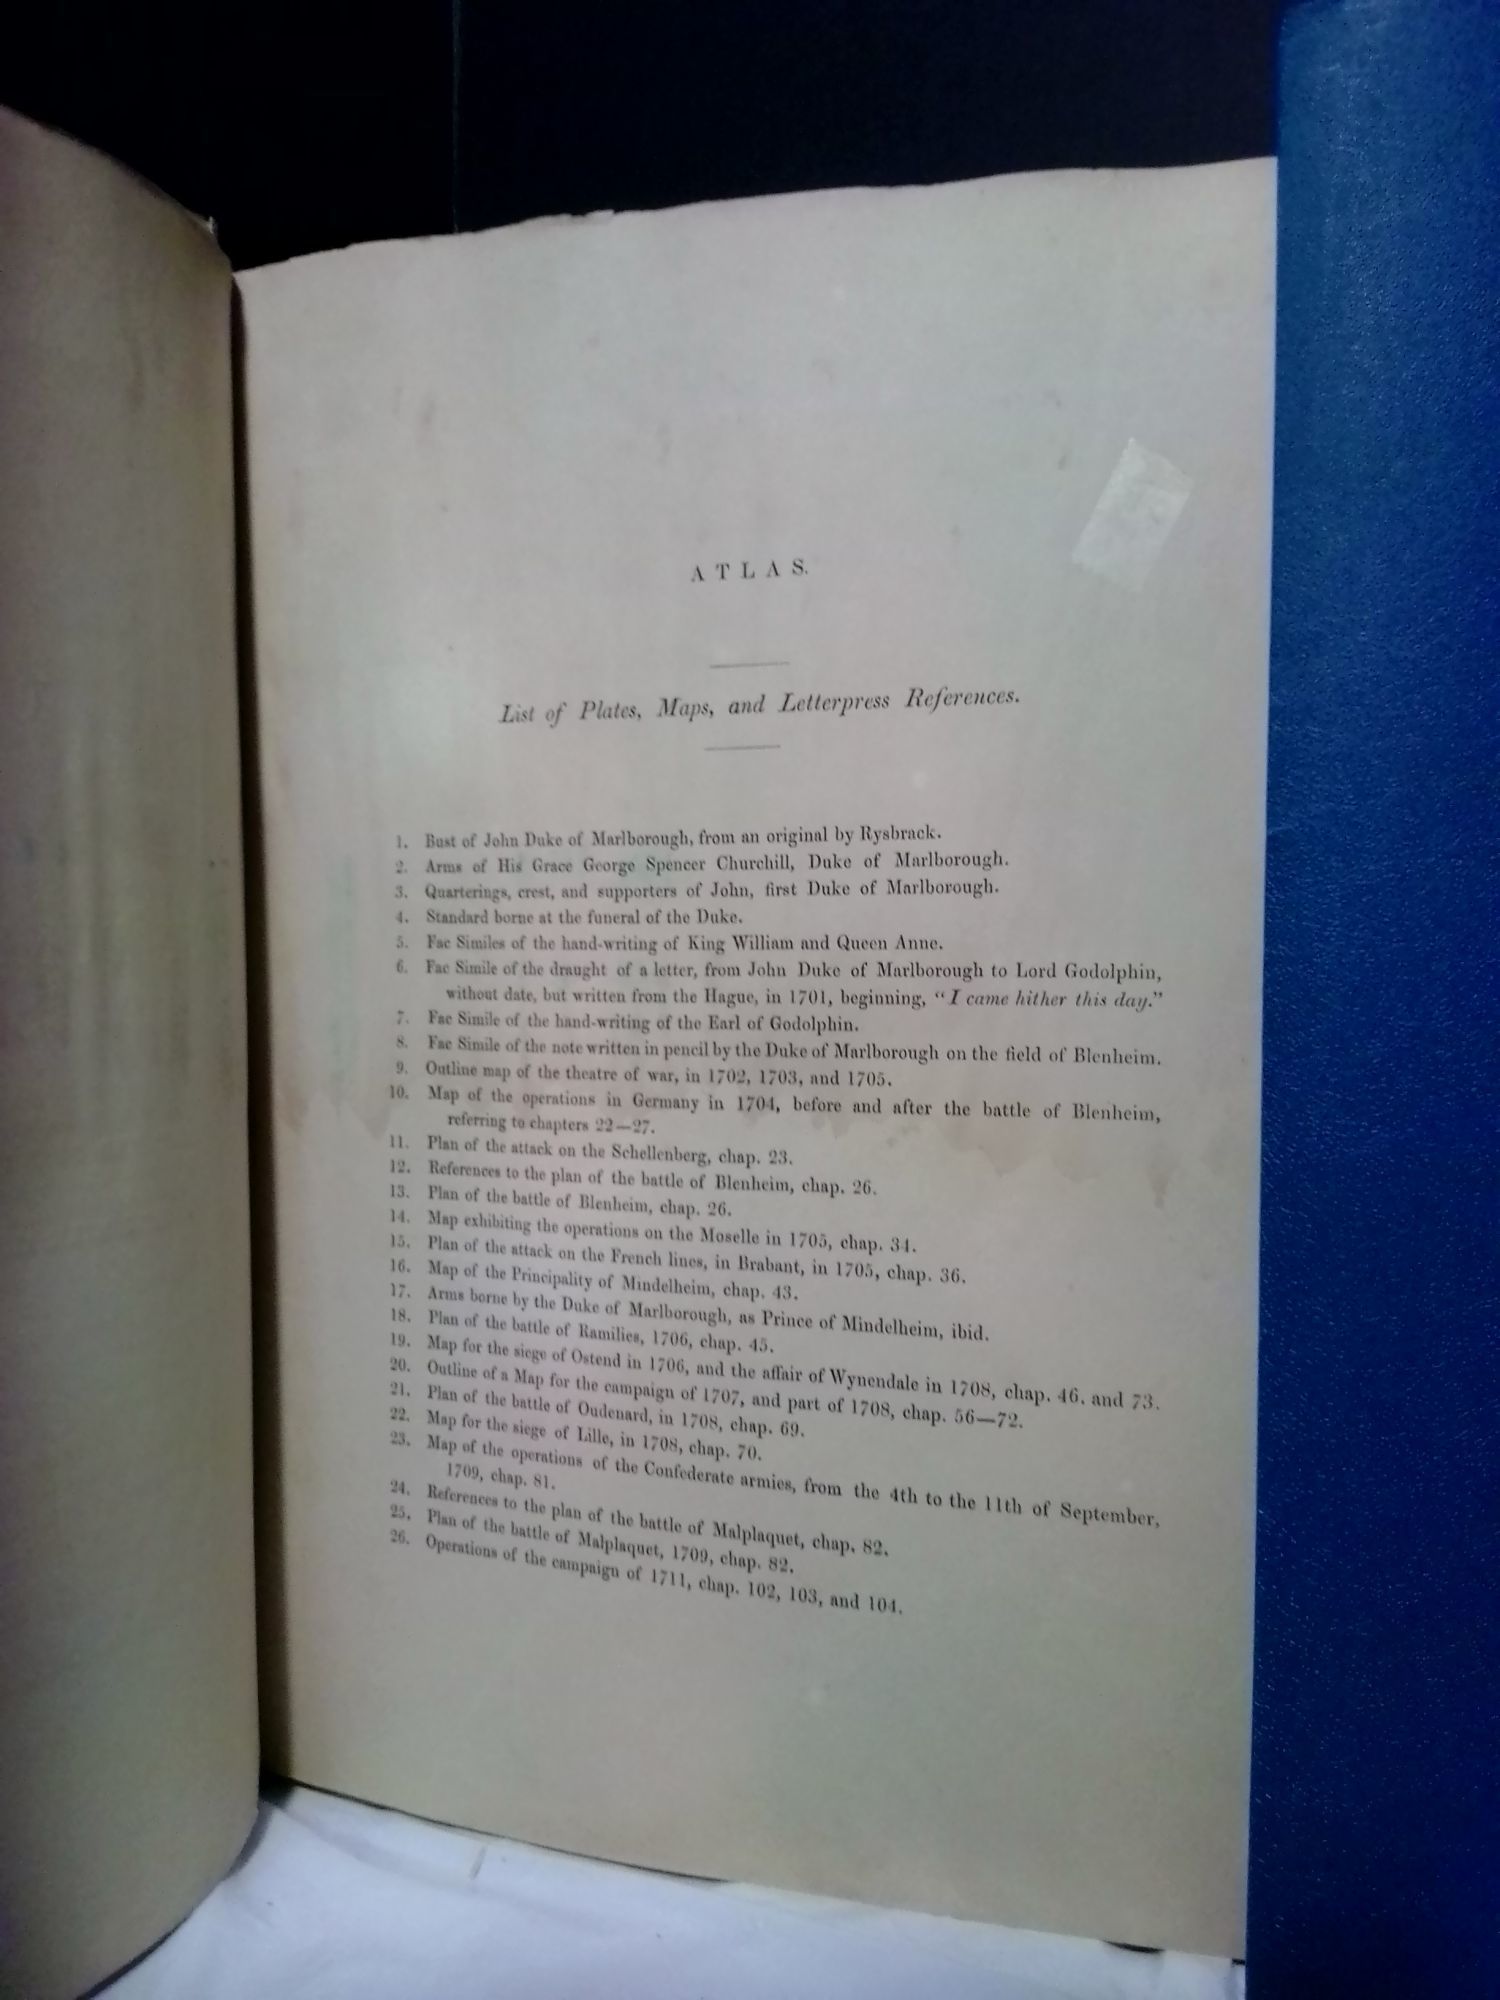 ATLAS.
List of Plates, Maps, and Letterpress References.
1. Bust of John Duke of Marlborough, from an original by Rysbrack.
2. Arms of His Grace George Spencer Churchill, Duke of Marlborough.
3. Quarterings, crest, and supporters of John, first Duke of Marlborough.
4. Standard borne at the funeral of the Duke.
5. Fac Similes of the hand-writing of King William and Queen Anne.
6. Fac Simile of the draught of a letter, from John Duke of Marlborough to Lord Godolphin,
without date, but written from the Hague, in 1701, beginning, “I came hither this day.”
7. Fac Simile of the hand-writing of the Earl of Godolphin.
8. Fac Simile of the note written in pencil by the Duke of Marlborough on the field of Blenheim.
9. Outline map of the theatre of war, in 1702, 1703, and 1705.
10. Map of the operations in Germany in 1704, before and after the battle of Blenheim,
referring to chapters 22—27.
11. Plan of the attack on the Schellenberg, chap. 23.
12. References to the plan of the battle of Blenheim, chap. 26.
13. Plan of the battle of Blenheim, chap. 26.
14. Map exhibiting the operations on the Moselle in 1705, chap. 34.
15. Plan of the attack on the French lines, in Brabant, in 1705, chap. 36.
16. Map of the Principality of Mindelheim, chap. 43.
17. Arms borne by the Duke of Marlborough, as Prince of Mindelheim, ibid.
18. Plan of the battle of Ramilies, 1706, chap. 45.
19. Map for the siege of Ostend in 1706, and the affair of Wynendale in 1708, chap. 46. and 73.
20. Outline of a Map for the campaign of 1707, and part of 1708, chap. 56—72.
21. Plan of the battle of Oudenard, in 1708, chap. 69.
22. Map for the siege of Lille, in 1708, chap. 70.
23. Map of the operations of the Confederate armies, from the 4th to the 11th of September,
1709, chap. 81.
24. References to the plan of the battle of Malplaquet, chap. 82.
25. Plan of the battle of Malplaquet, 1709, chap. 82.
26. Operations of the campaign of 1711, chap. 102, 103, and 104.